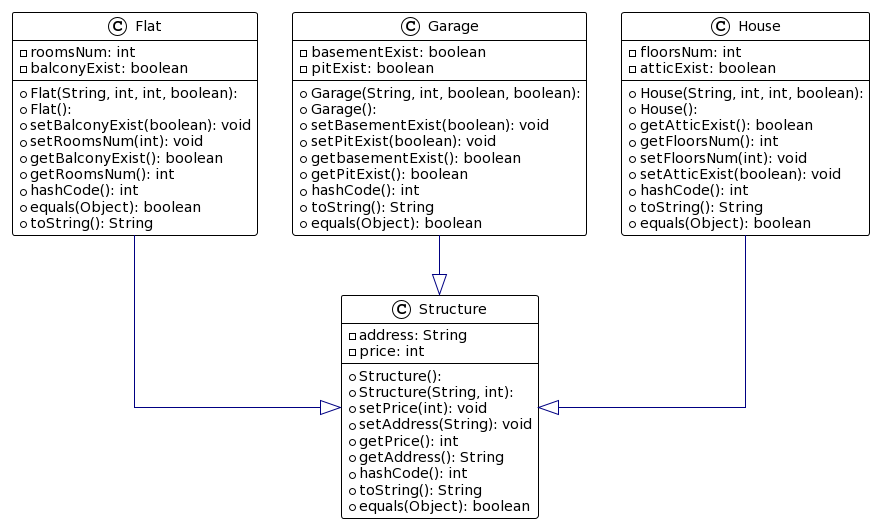 C Flat
roomsNum: int
balconyExist: boolean
Flat(String, int, int, boolean):
Flat():
setBalconyExist(boolean): void
setRoomsNum(int): void
getBalconyExist(): boolean
getRoomsNum(): int
hashCode(): int
equals(Object): boolean
toString(): String
C Garage
basementExist: boolean
pitExist: boolean
Garage(String, int, boolean, boolean):
Garage():
setBasementExist(boolean): void
setPitExist(boolean): void
getbasementExist(): boolean
getPitExist(): boolean
hashCode(): int
toString(): String
equals(Object): boolean
C House
floorsNum: int
atticExist: boolean
House(String, int, int, boolean):
House():
getAtticExist(): boolean
getFloorsNum(): int
setFloorsNum(int): void
setAtticExist(boolean): void
hashCode(): int
toString(): String
equals(Object): boolean
C Structure
address: String
price: int
Structure():
Structure(String, int):
setPrice(int): void
setAddress(String): void
getPrice(): int
getAddress(): String
hashCode(): int
toString(): String
equals(Object): boolean